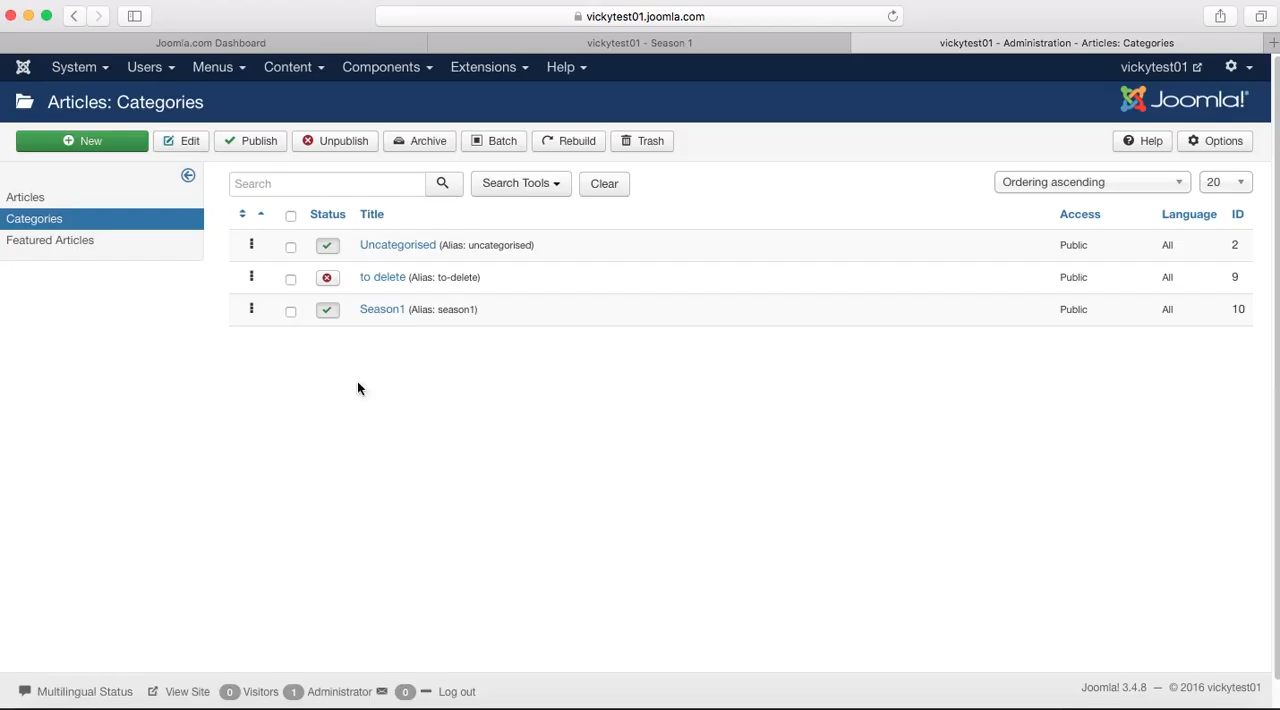 vickytest01.joomla.com
Joomla.com Dashboard
vickytest01 - Season 1
vickytest01 - Administration - Articles: Categories
System Users Menus Content Components Extensions Help vickytest01
Articles: Categories Joomla!®
New Edit Publish Unpublish Archive Batch Rebuild Trash Help Options
Articles
Categories
Featured Articles
Search Search Tools Clear Ordering ascending 20
Status Title Access Language ID
Uncategorised (Alias: uncategorised) Public All 2
to delete (Alias: to-delete) Public All 9
Season1 (Alias: season1) Public All 10
Multilingual Status View Site 0 Visitors 1 Administrator 0 Log out Joomla! 3.4.8 — © 2016 vickytest01